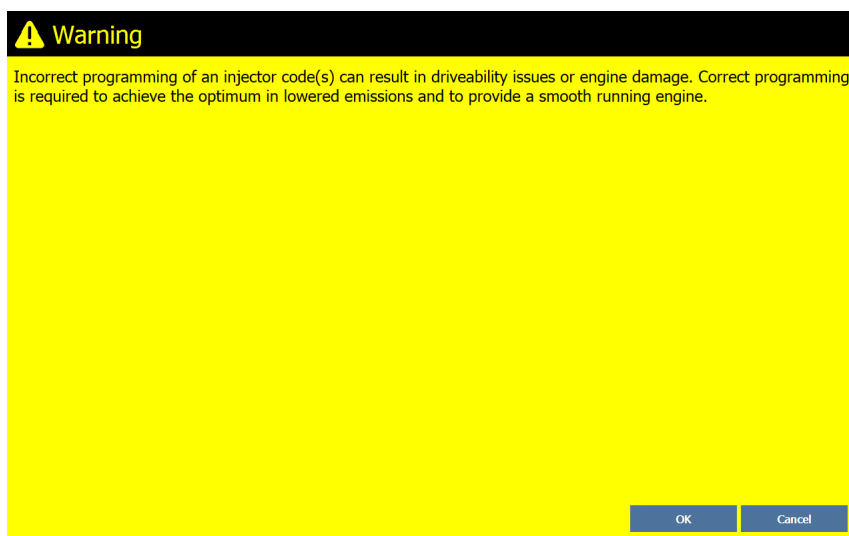 Warning
Incorrect programming of an injector code(s) can result in driveability issues or engine damage. Correct programming
is required to achieve the optimum in lowered emissions and to provide a smooth running engine.
OK Cancel